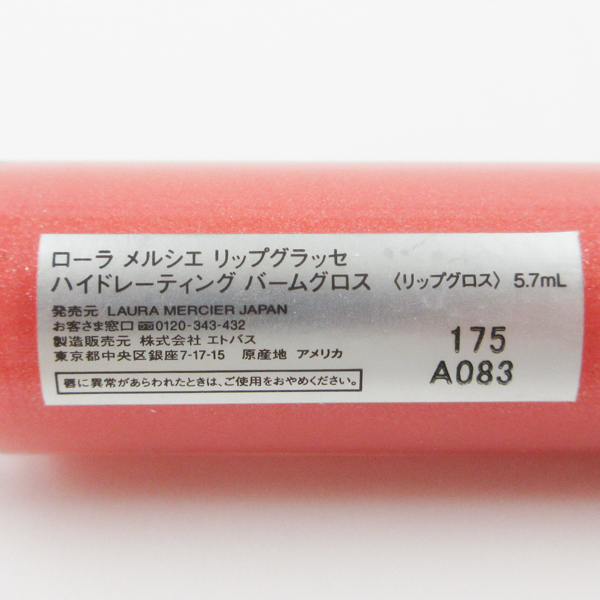 ローラ メルシエ リップグラッセ
ハイドレーティング バームグロス 〈リップグロス〉 5.7mL
発売元 LAURA MERCIER JAPAN
お客さま窓口 0120-343-432
製造販売元 株式会社 エトバス
東京都中央区銀座7-17-15 原産地 アメリカ
唇に異常があらわれたときは、ご使用をおやめください。
175
A083